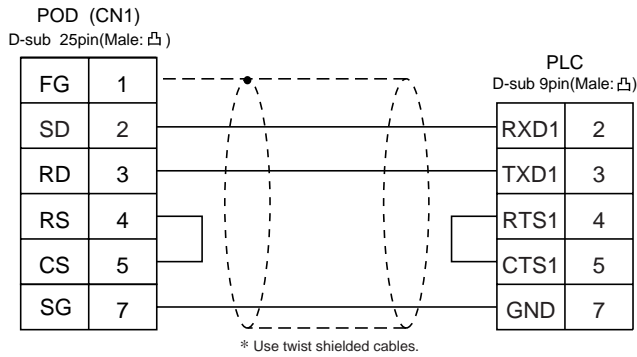 POD (CN1)
D-sub 25pin(Male: 凸)
PLC
D-sub 9pin(Male: 凸)
FG 1
SD 2
RXD1 2
RD 3
TXD1 3
RS 4
RTS1 4
CS 5
CTS1 5
SG 7
GND 7
* Use twist shielded cables.